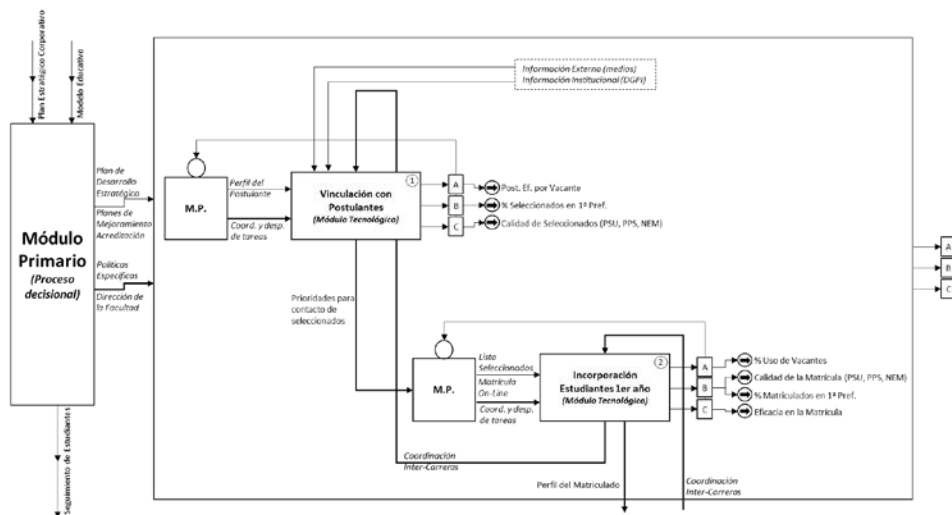 Plan Estratégico Corporativo
Modelo Educativo
Información Externa (medios)
Información Institucional (DGPI)
Plan de
Desarrollo
Estratégico
Planes de
Mejoramiento
Acreditación
Políticas
Específicas
Dirección de
la Facultad
Módulo
Primario
(Proceso
decisional)
Seguimiento de Estudiantes
M.P.
Perfil del
Postulante
Coord. y desp.
de tareas
1
Vinculación con
Postulantes
(Módulo Tecnológico)
A
B
C
Post. Ef. por Vacante
% Seleccionados en 1ª Pref.
Calidad de Seleccionados (PSU, PPS, NEM)
A
B
C
Prioridades para
contacto de
seleccionados
M.P.
Lista
Seleccionados
Matrícula
On-Line
Coord. y desp.
de tareas
2
Incorporación
Estudiantes 1er año
(Módulo Tecnológico)
A
B
C
% Uso de Vacantes
Calidad de la Matrícula (PSU, PPS, NEM)
% Matriculados en 1ª Pref.
Eficacia en la Matrícula
Coordinación
Inter-Carreras
Perfil del Matriculado
Coordinación
Inter-Carreras